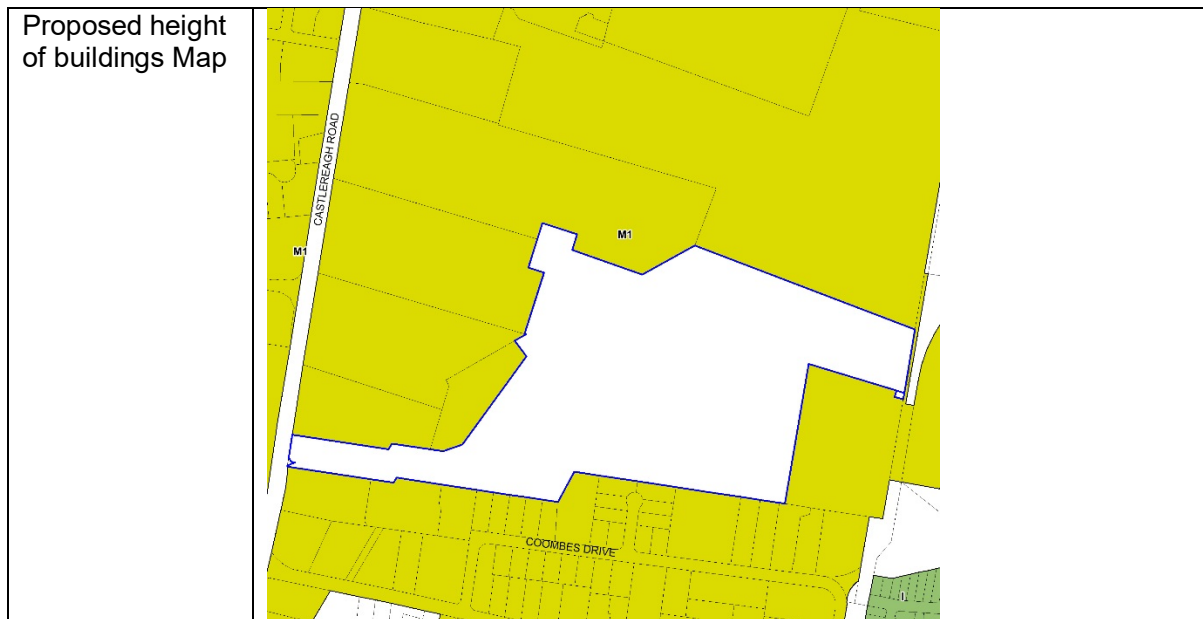 Proposed height
of buildings Map
CASTLEREAGH ROAD
M1
M1
COOMBES DRIVE
I